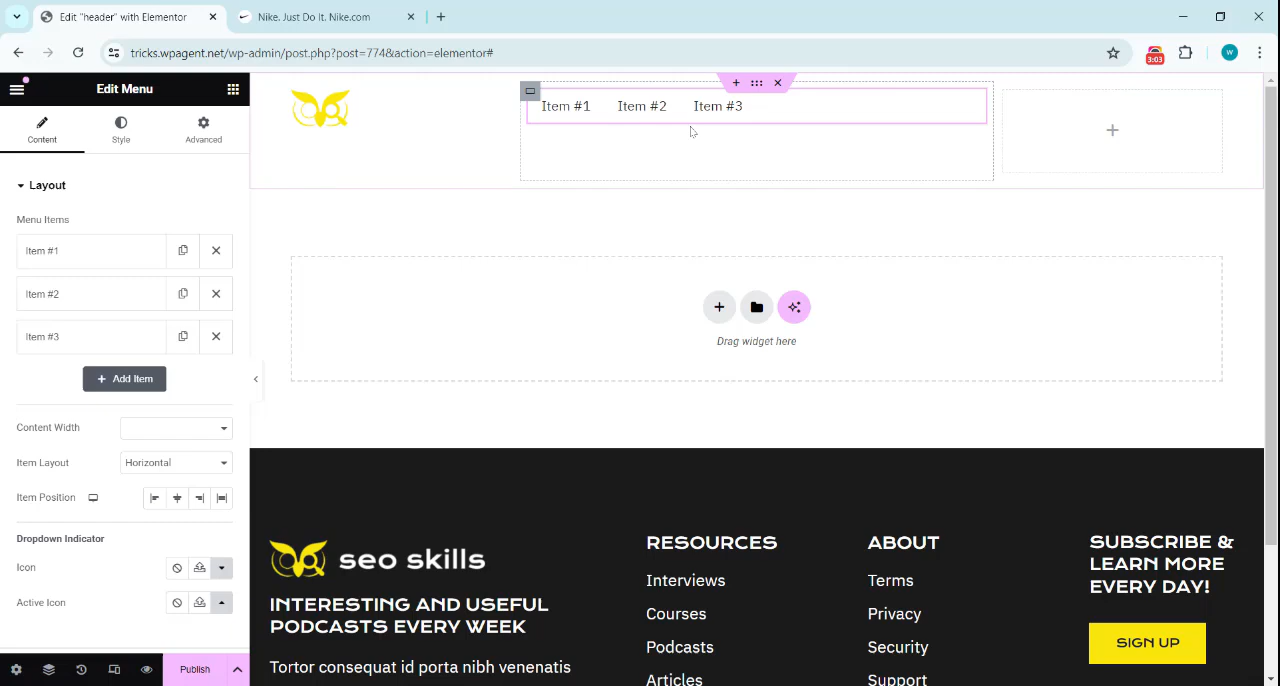 Edit "header" with Elementor
Nike. Just Do It. Nike.com
tricks.wpagent.net/wp-admin/post.php?post=774&action=elementor#
3:03
W
Edit Menu
Content
Style
Advanced
Layout
Menu Items
Item #1
Item #2
Item #3
Add Item
Content Width
Item Layout
Horizontal
Item Position
Dropdown Indicator
Icon
Active Icon
Publish
Item #1 Item #2 Item #3
Drag widget here
seo skills
INTERESTING AND USEFUL
PODCASTS EVERY WEEK
Tortor consequat id porta nibh venenatis
RESOURCES
Interviews
Courses
Podcasts
Articles
ABOUT
Terms
Privacy
Security
Support
SUBSCRIBE &
LEARN MORE
EVERY DAY!
SIGN UP